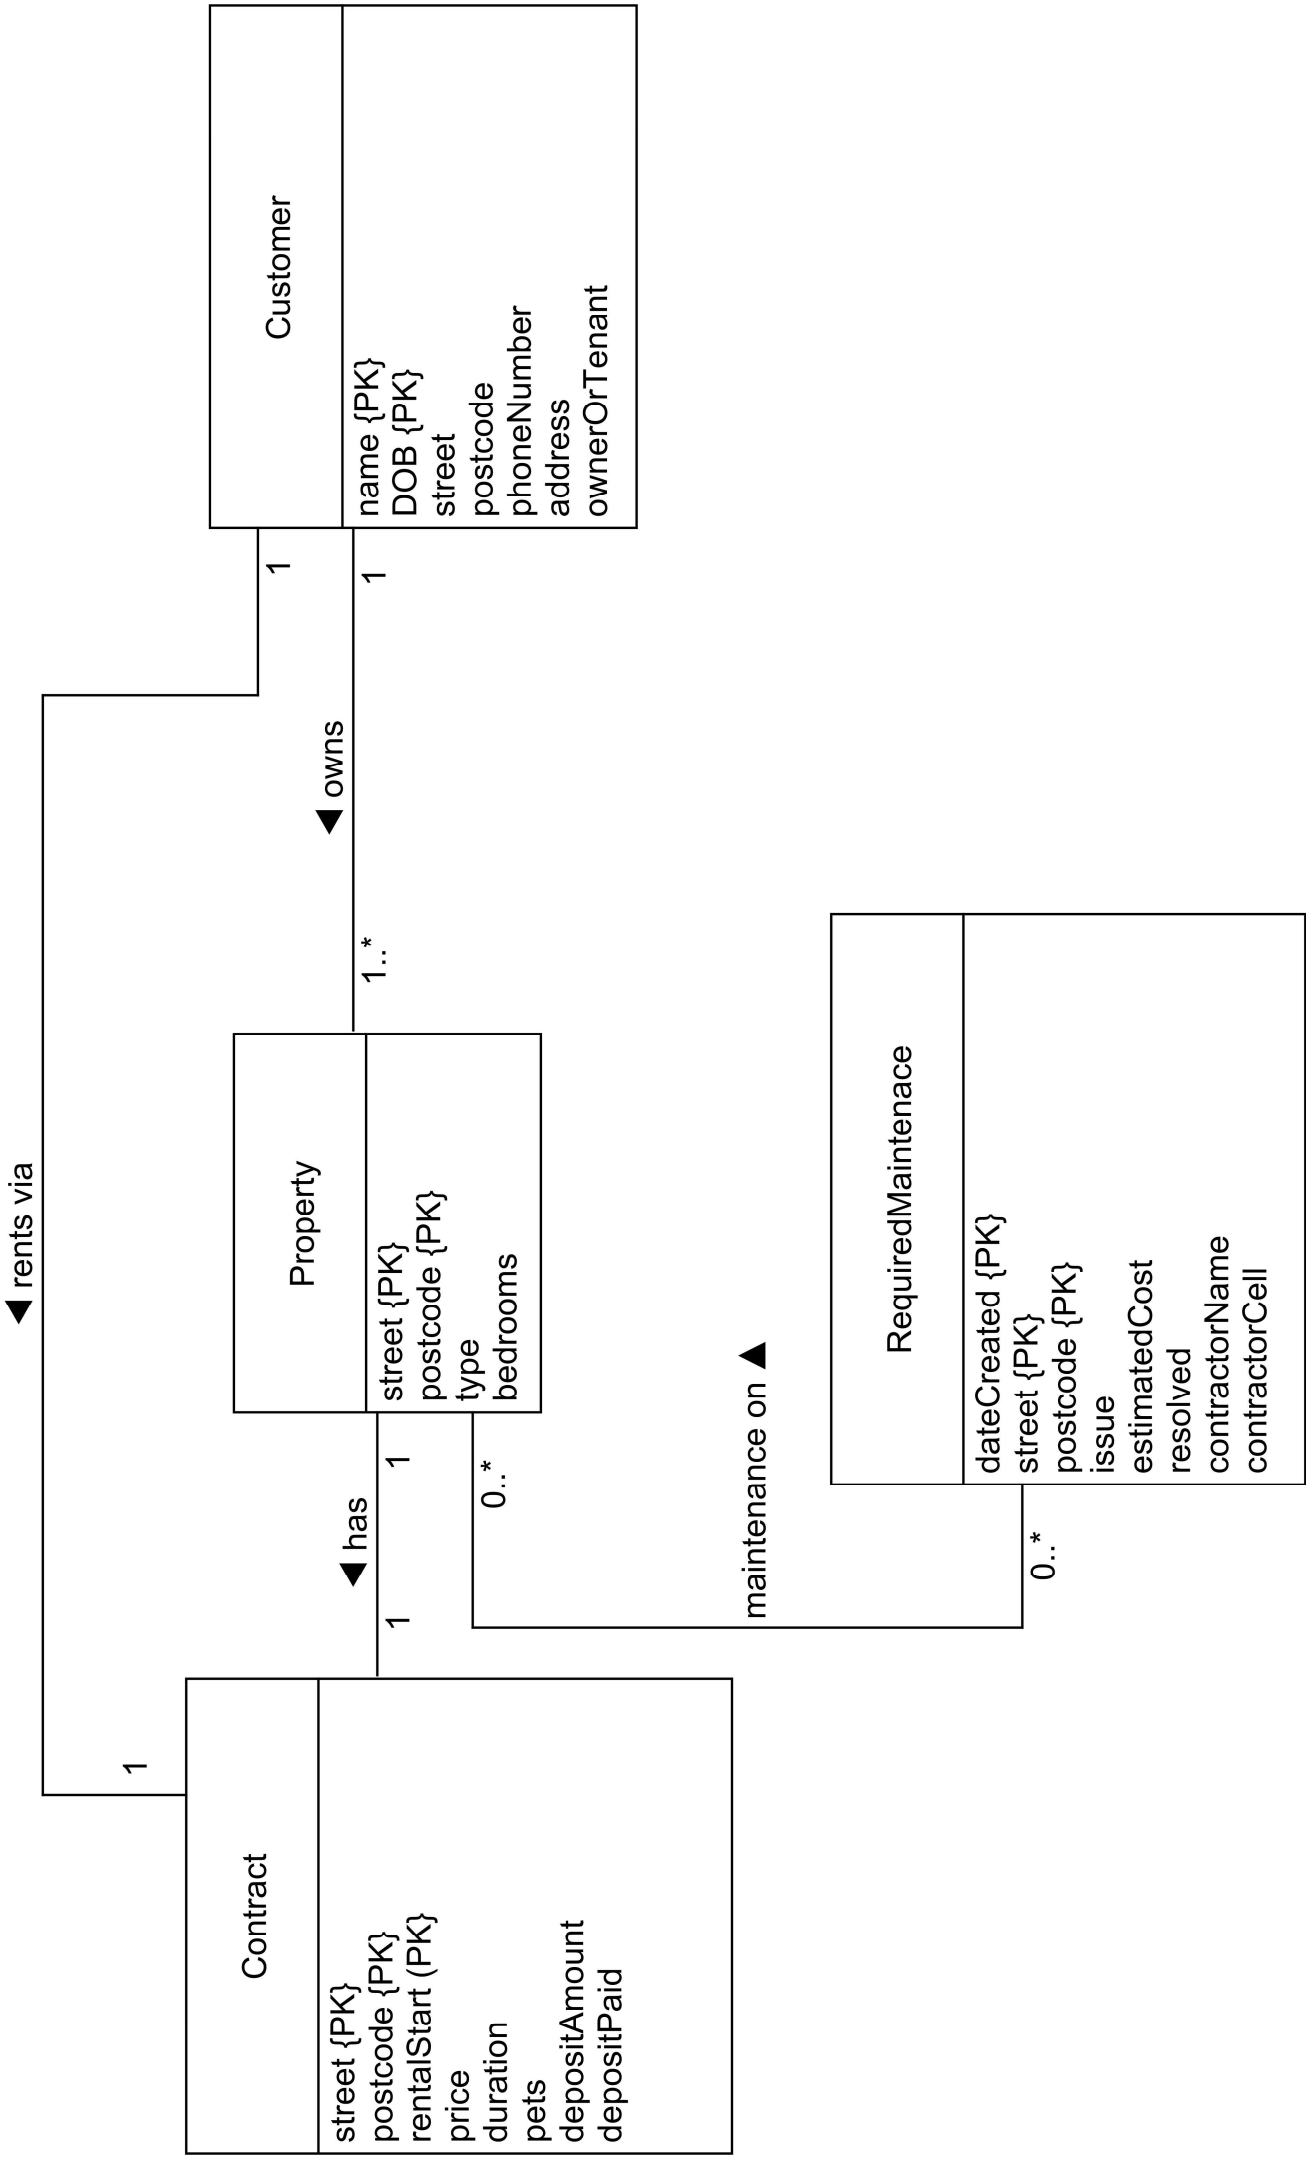 rents via
Contract
street {PK}
postcode {PK}
rentalStart (PK}
price
duration
pets
depositAmount
depositPaid
1
1
has
1
Property
street {PK}
postcode {PK}
type
bedrooms
1..*
owns
1
1
Customer
name {PK}
DOB {PK}
street
postcode
phoneNumber
address
ownerOrTenant
0..*
maintenance on
0..*
RequiredMaintenace
dateCreated {PK}
street {PK}
postcode {PK}
issue
estimatedCost
resolved
contractorName
contractorCell